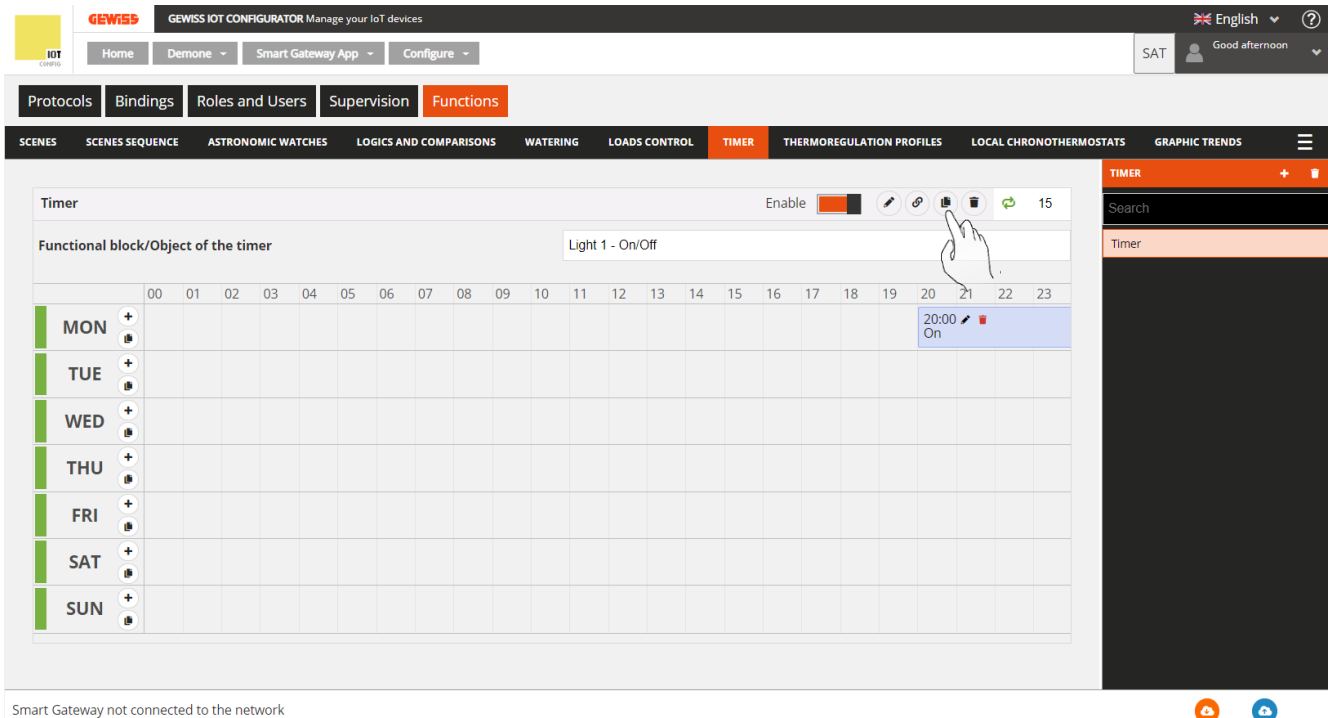 GEWISS
GEWISS IOT CONFIGURATOR Manage your IoT devices
English
?
IOT
CONFIG
Home
Demone
Smart Gateway App
Configure
SAT
Good afternoon
Protocols
Bindings
Roles and Users
Supervision
Functions
SCENES
SCENES SEQUENCE
ASTRONOMIC WATCHES
LOGICS AND COMPARISONS
WATERING
LOADS CONTROL
TIMER
THERMOREGULATION PROFILES
LOCAL CHRONOTHERMOSTATS
GRAPHIC TRENDS
TIMER
Search
Timer
Timer
Enable
15
Functional block/Object of the timer
Light 1 - On/Off
00 01 02 03 04 05 06 07 08 09 10 11 12 13 14 15 16 17 18 19 20 21 22 23
MON
20:00
On
TUE
WED
THU
FRI
SAT
SUN
Smart Gateway not connected to the network